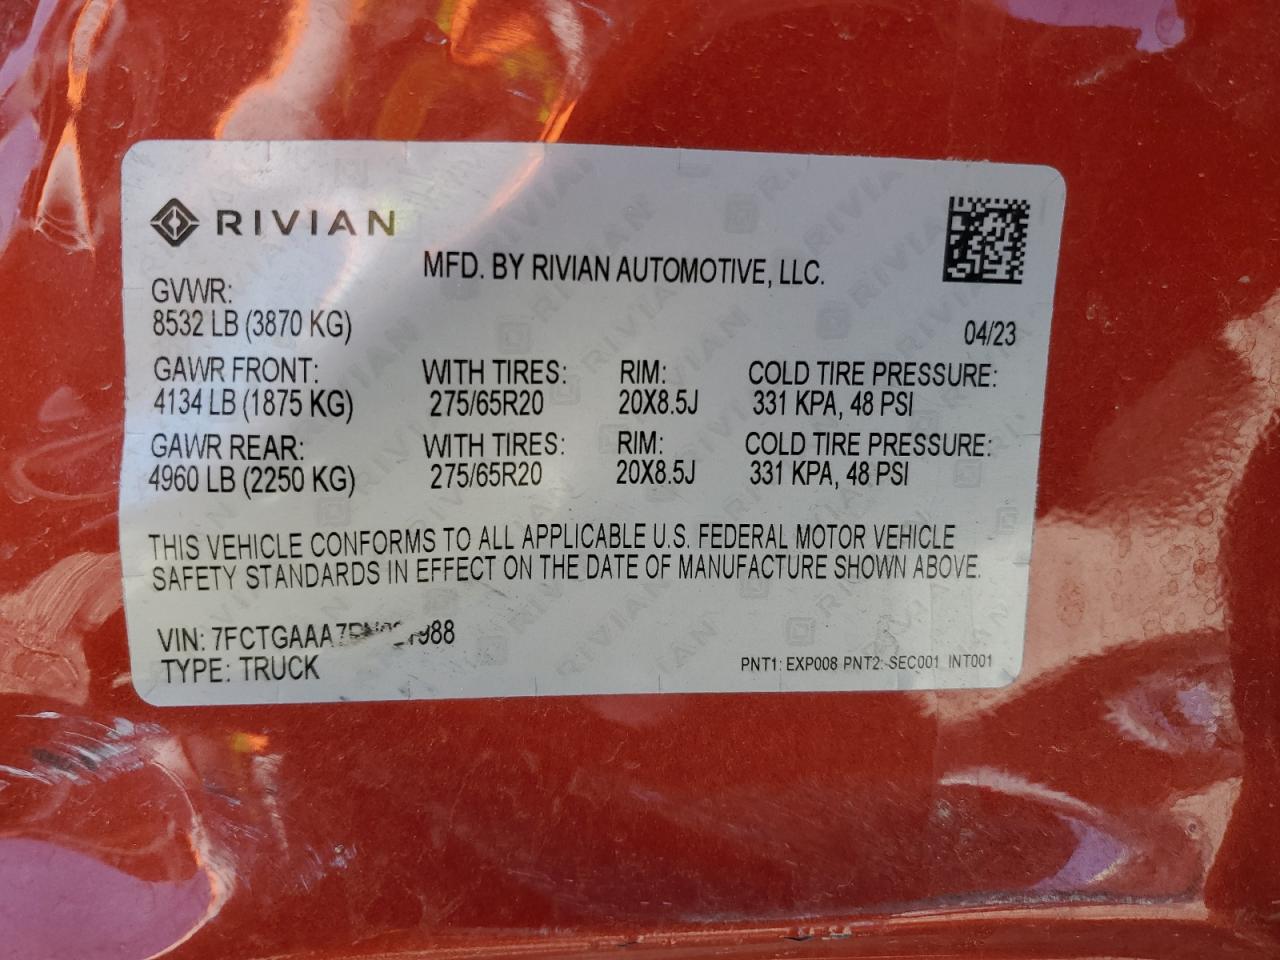 RIVIAN
MFD. BY RIVIAN AUTOMOTIVE, LLC.
GVWR:
8532 LB (3870 KG)
04/23
GAWR FRONT: WITH TIRES: RIM: COLD TIRE PRESSURE:
4134 LB (1875 KG) 275/65R20 20X8.5J 331 KPA, 48 PSI
GAWR REAR: WITH TIRES: RIM: COLD TIRE PRESSURE:
4960 LB (2250 KG) 275/65R20 20X8.5J 331 KPA, 48 PSI
THIS VEHICLE CONFORMS TO ALL APPLICABLE U.S. FEDERAL MOTOR VEHICLE
SAFETY STANDARDS IN EFFECT ON THE DATE OF MANUFACTURE SHOWN ABOVE.
VIN:
TYPE: TRUCK
PNT1: EXP008 PNT2: SEC001 INT001